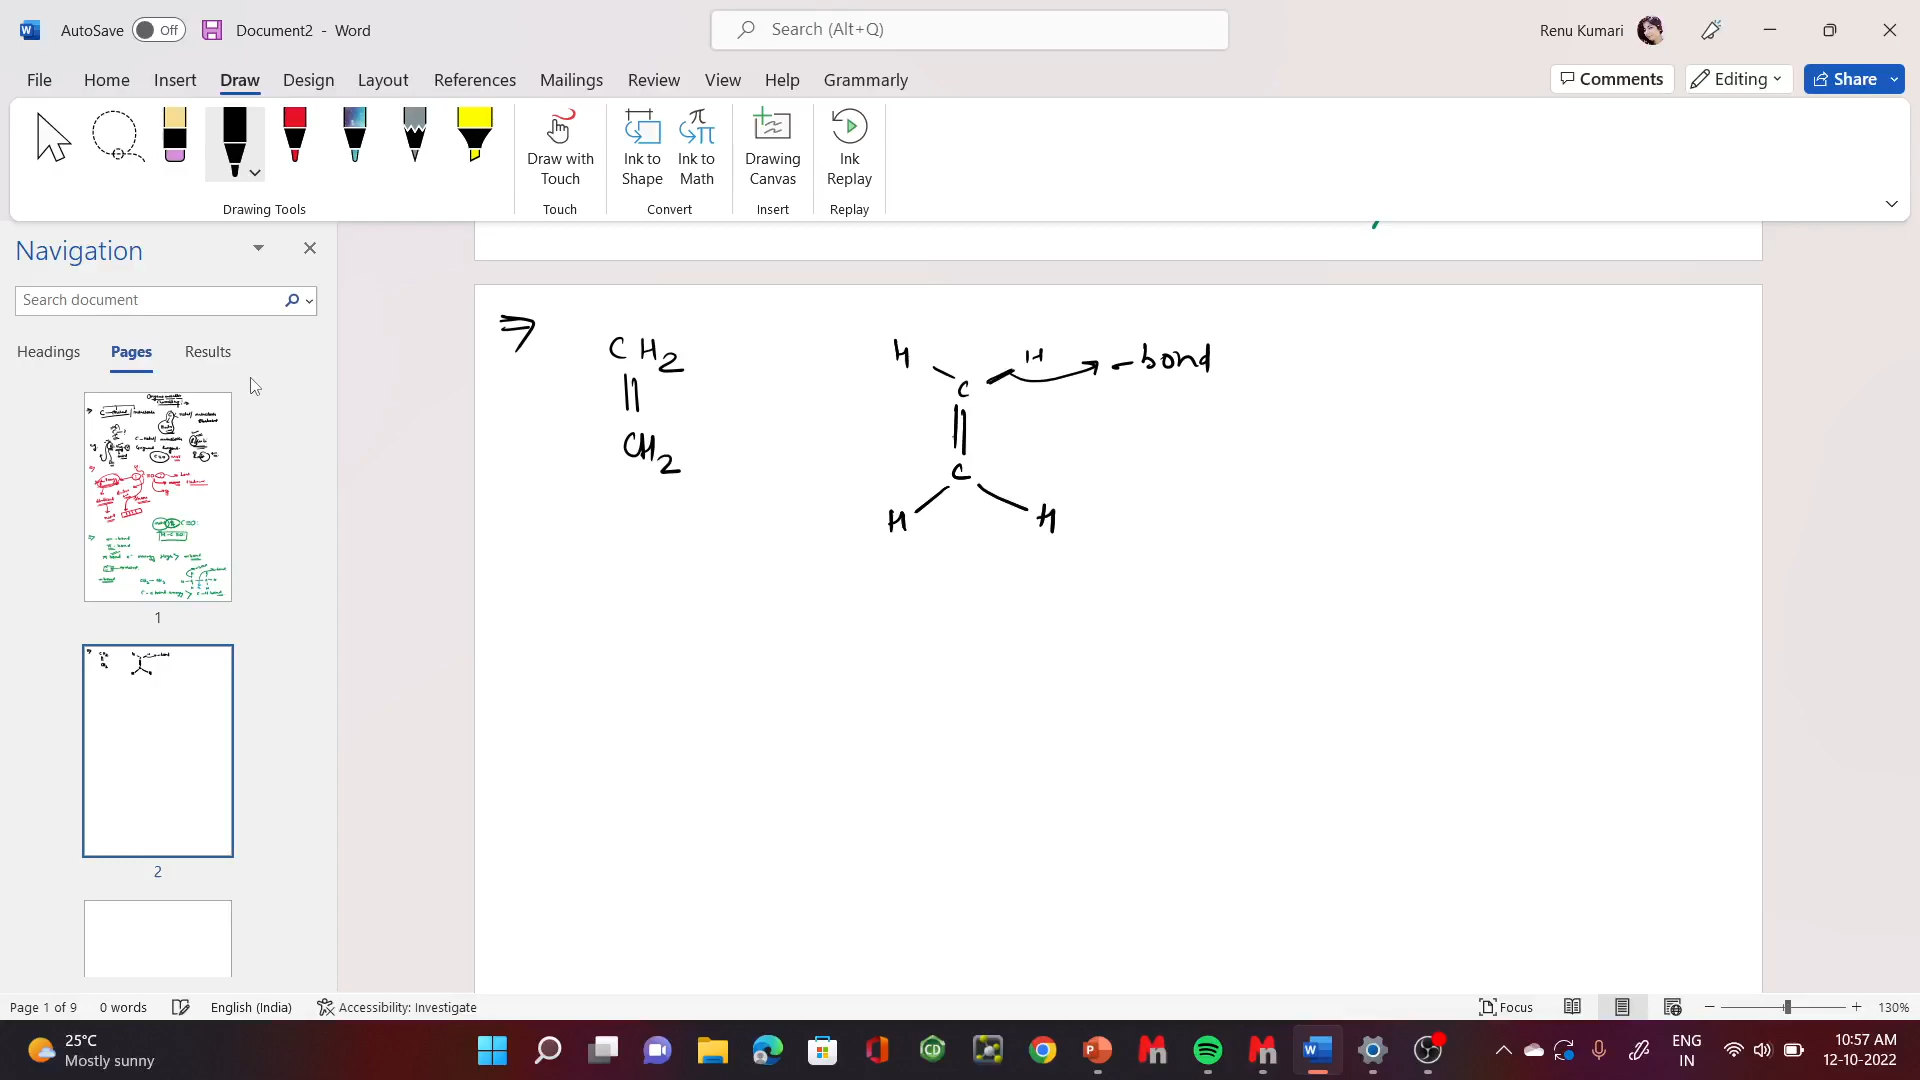 AutoSave Off Document2 - Word Search (Alt+Q) Renu Kumari
File Home Insert Draw Design Layout References Mailings Review View Help Grammarly Comments Editing Share
Draw with Touch Ink to Shape Ink to Math Drawing Canvas Ink Replay
Drawing Tools Touch Convert Insert Replay
Navigation
Search document
Headings Pages Results
1
2
⇒ CH2 H H → -bond
C
||
C
CH2
H H
Page 1 of 9 0 words English (India) Accessibility: Investigate Focus 130%
25°C
Mostly sunny
ENG
IN
10:57 AM
12-10-2022